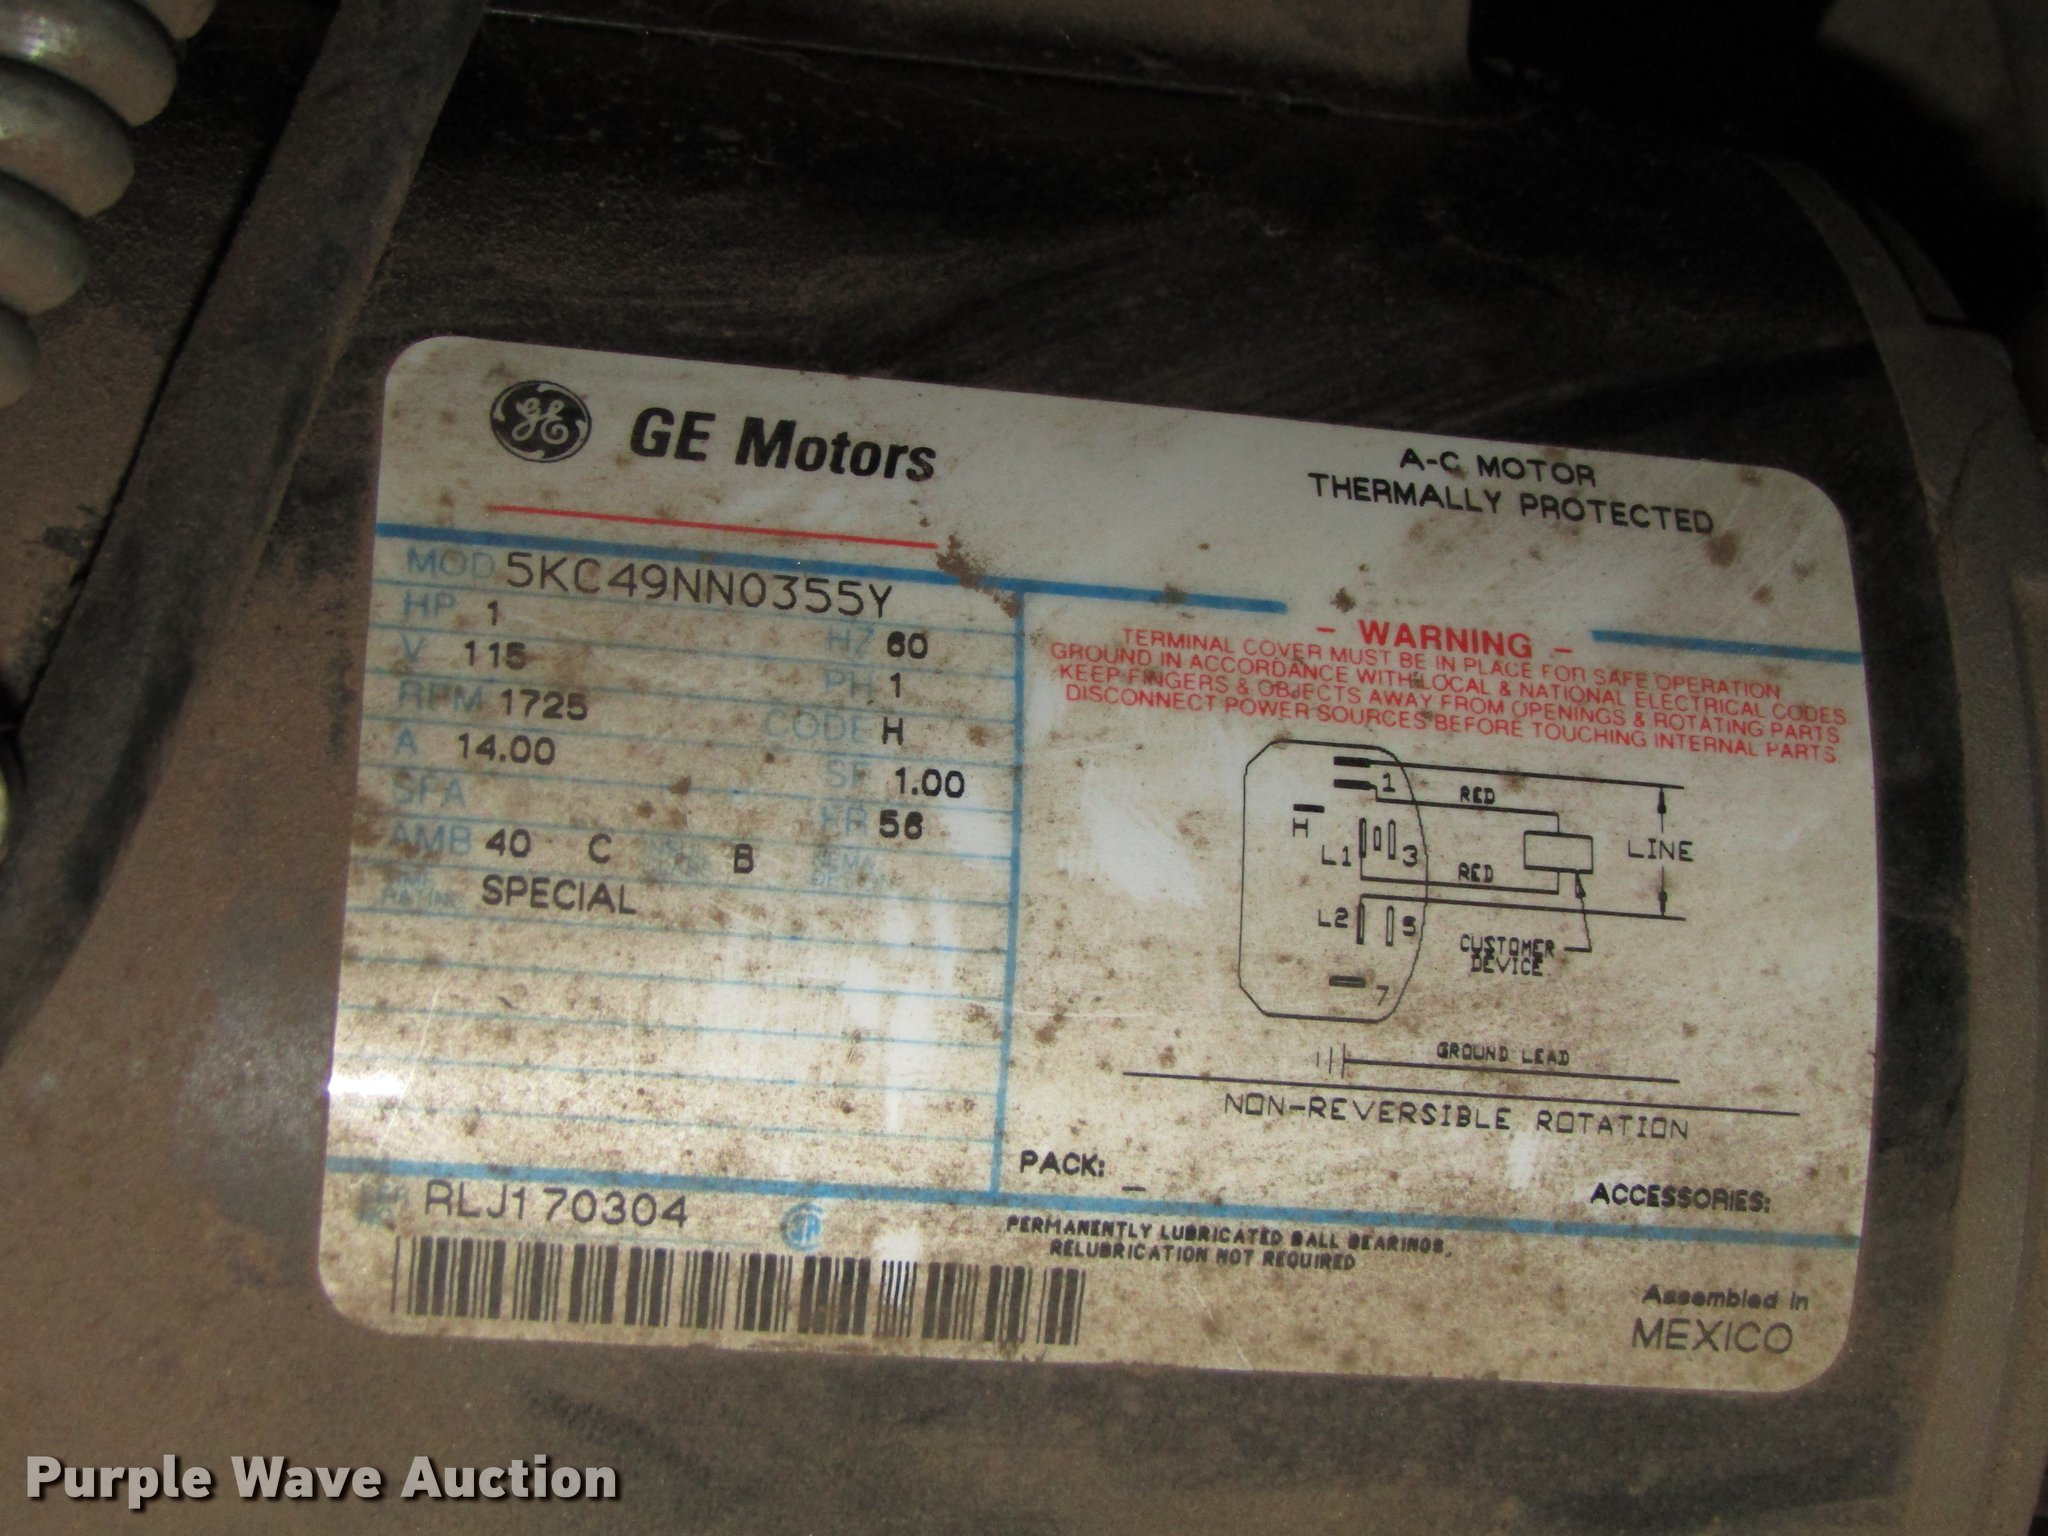 GE GE Motors
A-C MOTOR
THERMALLY PROTECTED
MOD 5KC49NN0355Y
HP 1 HZ 60
V 115 PH 1
RPM 1725 CODE H
A 14.00 SF 1.00
SFA FR 56
AMB 40 C B
SPECIAL
- WARNING -
TERMINAL COVER MUST BE IN PLACE FOR SAFE OPERATION
GROUND IN ACCORDANCE WITH LOCAL & NATIONAL ELECTRICAL CODES
KEEP FINGERS & OBJECTS AWAY FROM OPENINGS & ROTATING PARTS
DISCONNECT POWER SOURCES BEFORE TOUCHING INTERNAL PARTS
1 RED
H
L1 3 LINE
RED
L2 5
CUSTOMER
DEVICE
7
GROUND LEAD
NON-REVERSIBLE ROTATION
PACK: _
ACCESSORIES:
RLJ170304
PERMANENTLY LUBRICATED BALL BEARINGS,
RELUBRICATION NOT REQUIRED
Assembled in
MEXICO
Purple Wave Auction